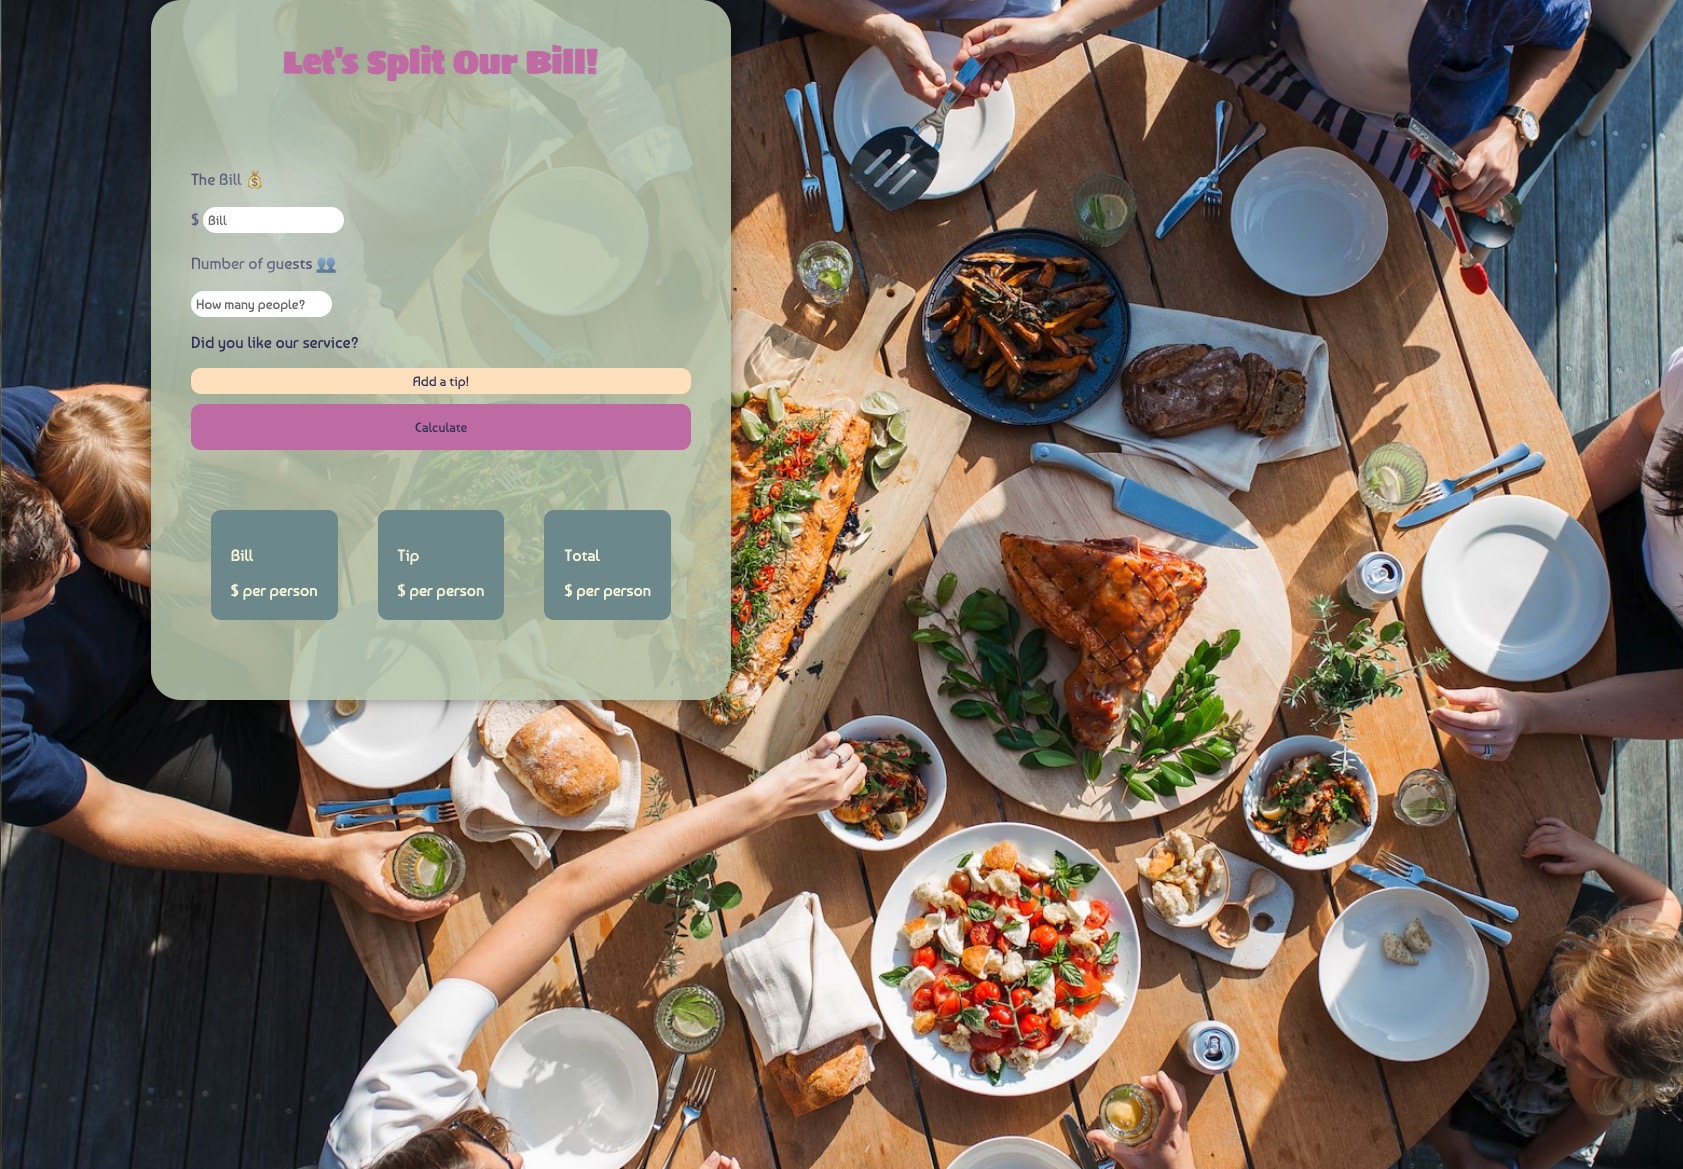 Let's Split Our Bill!
The Bill 💰
$ Bill
Number of guests 👥
How many people?
Did you like our service?
Add a tip!
Calculate
Bill
$ per person
Tip
$ per person
Total
$ per person